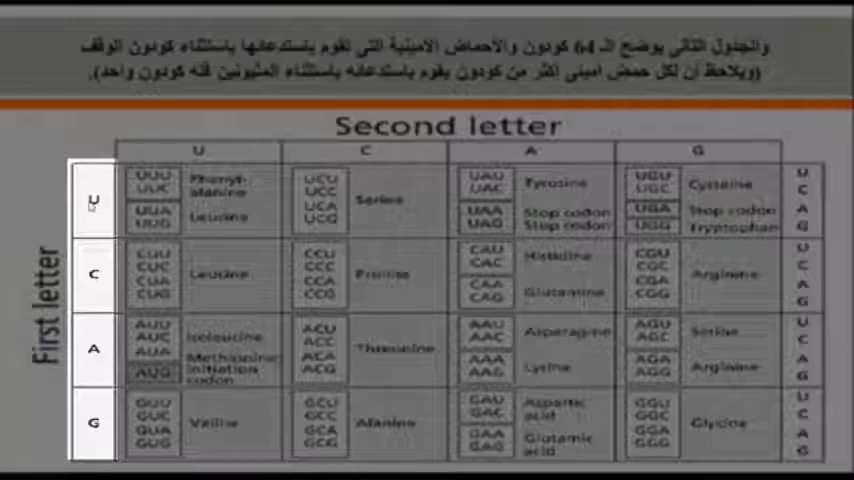 والجدول التالي يوضح الـ 64 كودون والاحماض الامينية التي تقوم باستدعائها باستثناء كودون الوقف
(ويلاحظ أن لكل حمض اميني اكثر من كودون يقوم باستدعائه باستثناء المثيونين فله كودون واحد).
Second letter
U C A G
First letter
U
UUU
UUC
Phenyl-
alanine
UUA
UUG
Leucine
UCU
UCC
UCA
UCG
Serine
UAU
UAC
Tyrosine
UAA
UAG
Stop codon
Stop codon
UGU
UGC
Cysteine
UGA
Stop codon
UGG
Tryptophan
U
C
A
G
C
CUU
CUC
CUA
CUG
Leucine
CCU
CCC
CCA
CCG
Proline
CAU
CAC
Histidine
CAA
CAG
Glutamine
CGU
CGC
CGA
CGG
Arginine
U
C
A
G
A
AUU
AUC
AUA
Isoleucine
AUG
Methionine
initiation
codon
ACU
ACC
ACA
ACG
Threonine
AAU
AAC
Asparagine
AAA
AAG
Lysine
AGU
AGC
Serine
AGA
AGG
Arginine
U
C
A
G
G
GUU
GUC
GUA
GUG
Valine
GCU
GCC
GCA
GCG
Alanine
GAU
GAC
Aspartic
acid
GAA
GAG
Glutamic
acid
GGU
GGC
GGA
GGG
Glycine
U
C
A
G